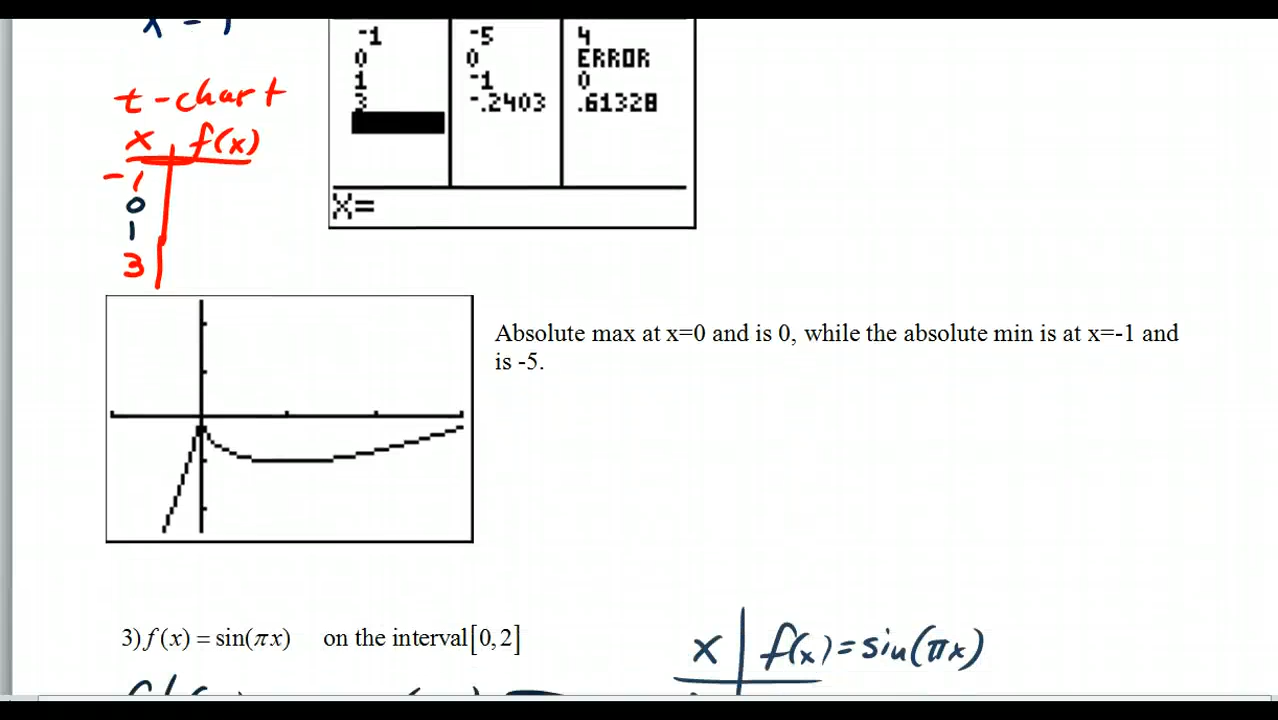 x = 1
t-chart
x f(x)
-1
0
1
3
-1 -5 4
0 0 ERROR
1 -1 0
3 -.2403 .61328
X=
Absolute max at x=0 and is 0, while the absolute min is at x=-1 and
is -5.
3) f(x) = sin(πx) on the interval [0, 2]
x f(x)=sin(πx)